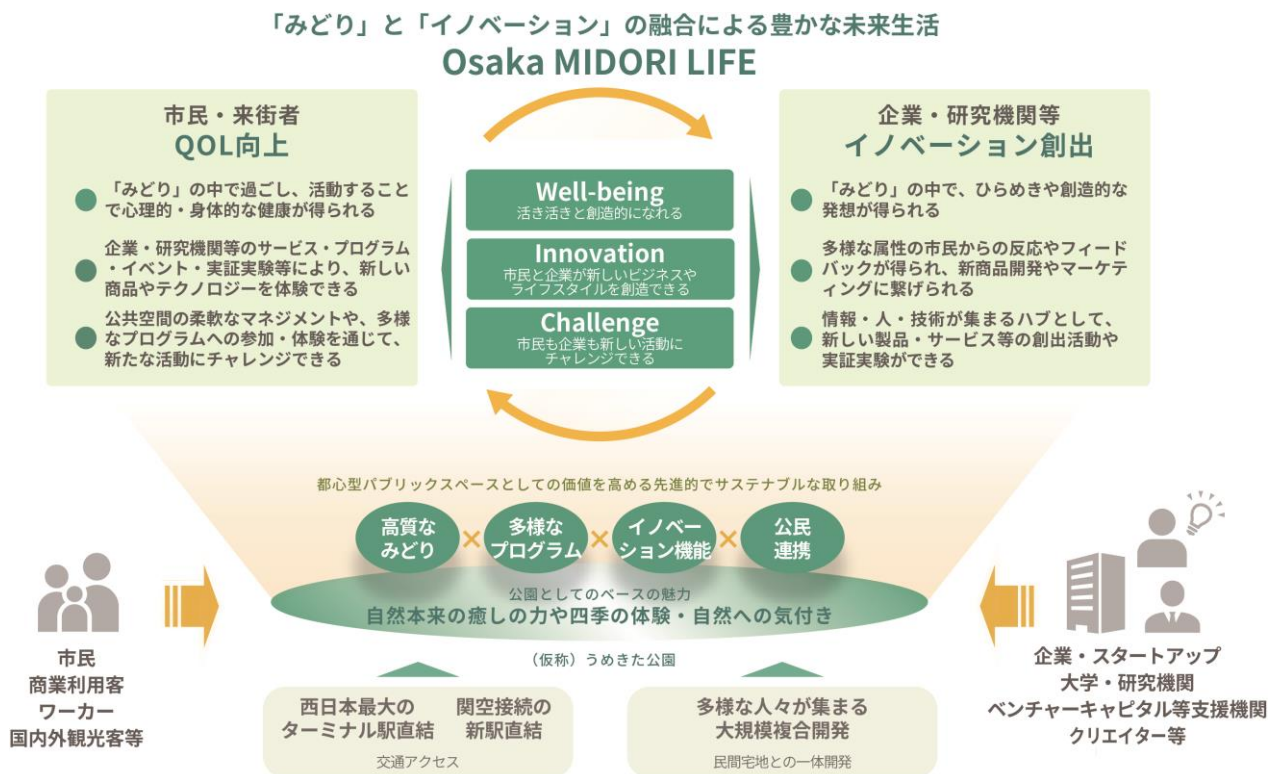 「みどり」と「イノベーション」の融合による豊かな未来生活
Osaka MIDORI LIFE
市民・来街者
QOL向上
「みどり」の中で過ごし、活動すること
で心理的・身体的な健康が得られる
企業・研究機関等のサービス・プログラム
・イベント・実証実験等により、新しい
商品やテクノロジーを体験できる
公共空間の柔軟なマネジメントや、多様
なプログラムへの参加・体験を通じて、
新たな活動にチャレンジできる
Well-being
活き活きと創造的になれる
Innovation
市民と企業が新しいビジネスや
ライフスタイルを創造できる
Challenge
市民も企業も新しい活動に
チャレンジできる
企業・研究機関等
イノベーション創出
「みどり」の中で、ひらめきや創造的な
発想が得られる
多様な属性の市民からの反応やフィード
バックが得られ、新商品開発やマーケテ
ィングに繋げられる
情報・人・技術が集まるハブとして、
新しい製品・サービス等の創出活動や
実証実験ができる
都心型パブリックスペースとしての価値を高める先進的でサステナブルな取り組み
高質な
みどり
×
多様な
プログラム
×
イノベー
ション機能
×
公民
連携
公園としてのベースの魅力
自然本来の癒しの力や四季の体験・自然への気付き
（仮称）うめきた公園
市民
商業利用客
ワーカー
国内外観光客等
西日本最大の
ターミナル駅直結
関空接続の
新駅直結
交通アクセス
多様な人々が集まる
大規模複合開発
民間宅地との一体開発
企業・スタートアップ
大学・研究機関
ベンチャーキャピタル等支援機関
クリエイター等